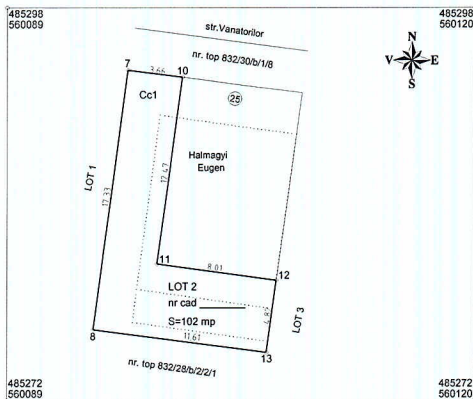 485298
560089
485298
560120
str.Vanatorilor
nr. top 832/30/b/1/8
N
V E
S
7
3.66
10
25
Cc1
Halmagyi
Eugen
LOT 1
17.33
12.47
11
8.01
12
LOT 2
nr cad
S=102 mp
4.87
LOT 3
8
11.61
13
nr. top 832/28/b/2/2/1
485272
560089
485272
560120